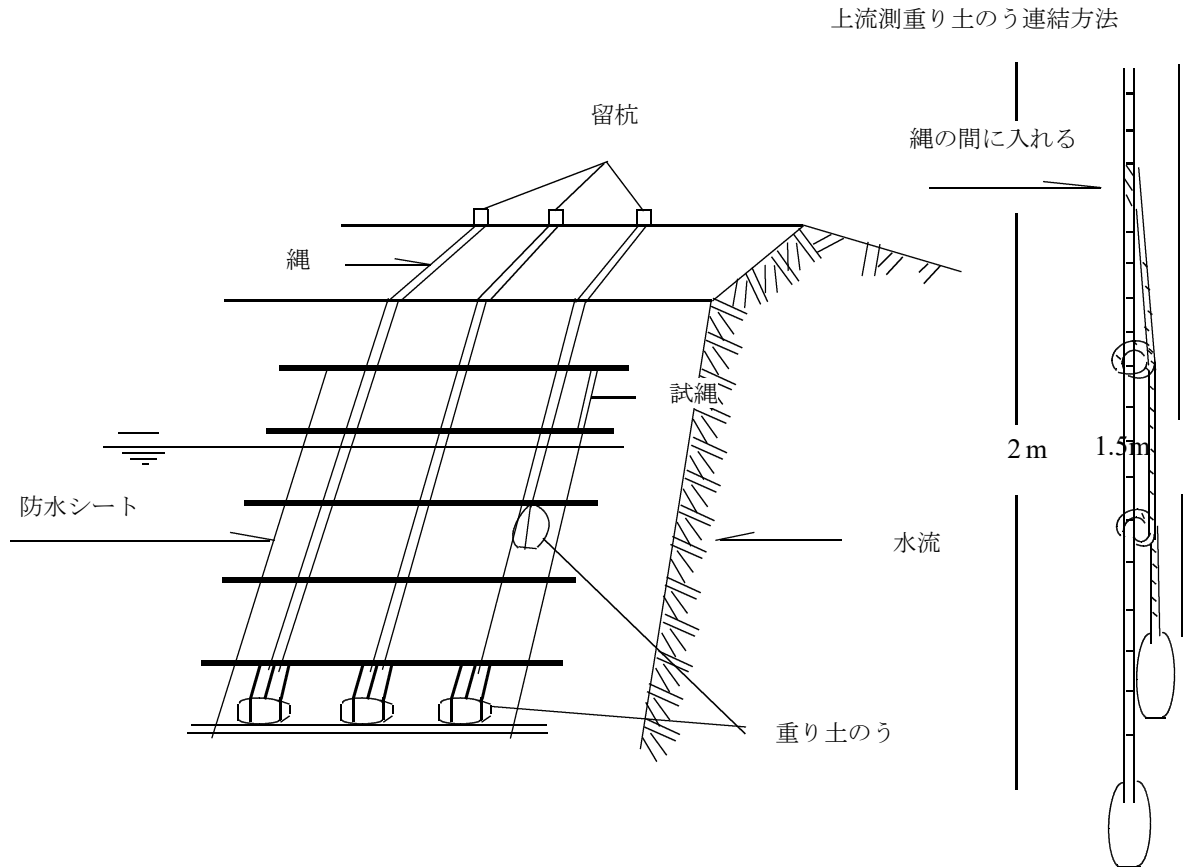 上流測重り土のう連結方法
留杭
縄の間に入れる
縄
試縄
2 m
1.5m
防水シート
水流
重り土のう